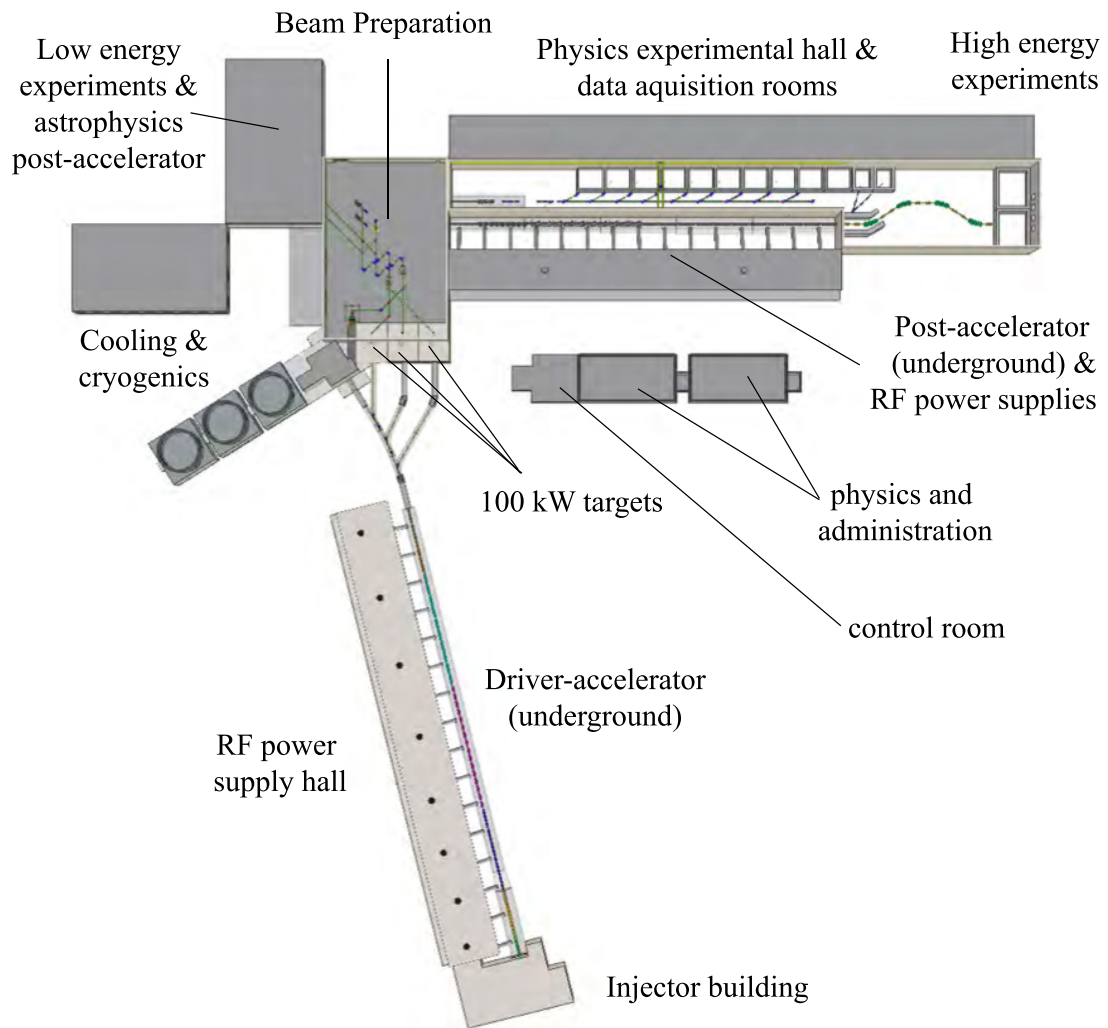 Beam Preparation
Low energy
experiments &
astrophysics
post-accelerator
Physics experimental hall &
data aquisition rooms
High energy
experiments
Cooling &
cryogenics
Post-accelerator
(underground) &
RF power supplies
100 kW targets
physics and
administration
control room
Driver-accelerator
(underground)
RF power
supply hall
Injector building